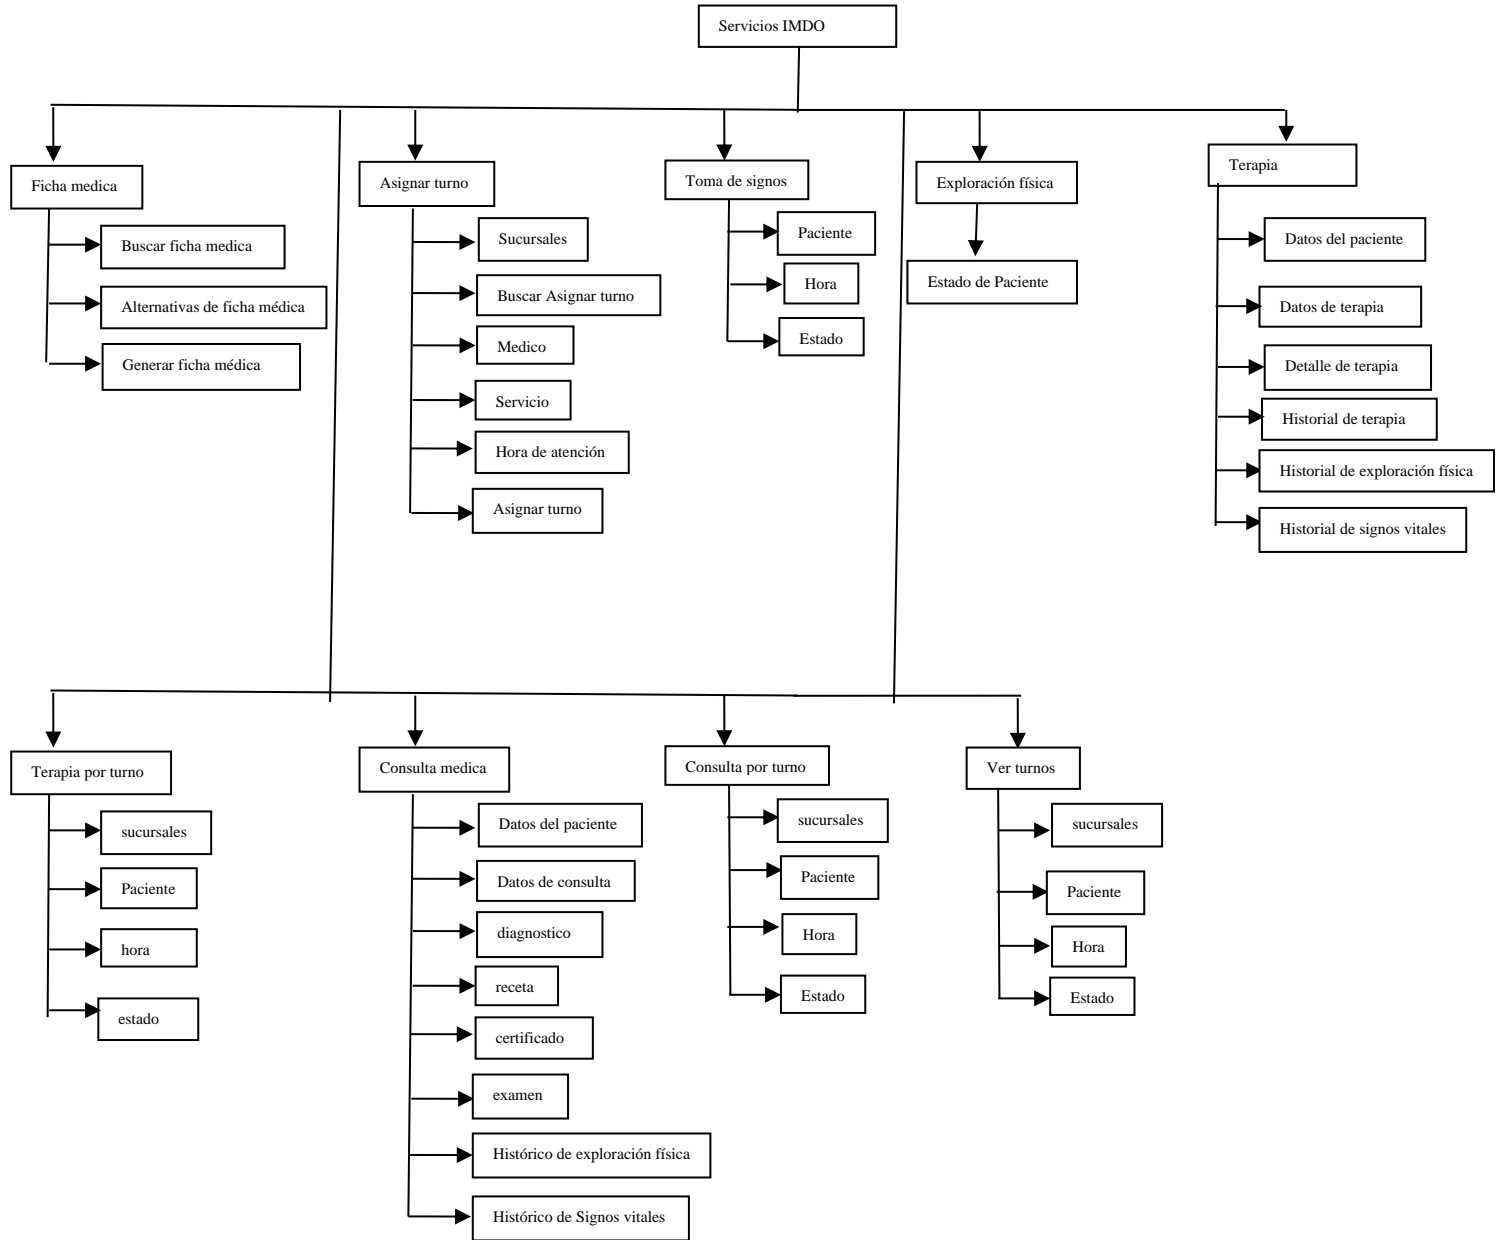 Servicios IMDO
Ficha medica
Buscar ficha medica
Alternativas de ficha médica
Generar ficha médica
Asignar turno
Sucursales
Buscar Asignar turno
Medico
Servicio
Hora de atención
Asignar turno
Toma de signos
Paciente
Hora
Estado
Exploración física
Estado de Paciente
Terapia
Datos del paciente
Datos de terapia
Detalle de terapia
Historial de terapia
Historial de exploración física
Historial de signos vitales
Terapia por turno
sucursales
Paciente
hora
estado
Consulta medica
Datos del paciente
Datos de consulta
diagnostico
receta
certificado
examen
Histórico de exploración física
Histórico de Signos vitales
Consulta por turno
sucursales
Paciente
Hora
Estado
Ver turnos
sucursales
Paciente
Hora
Estado